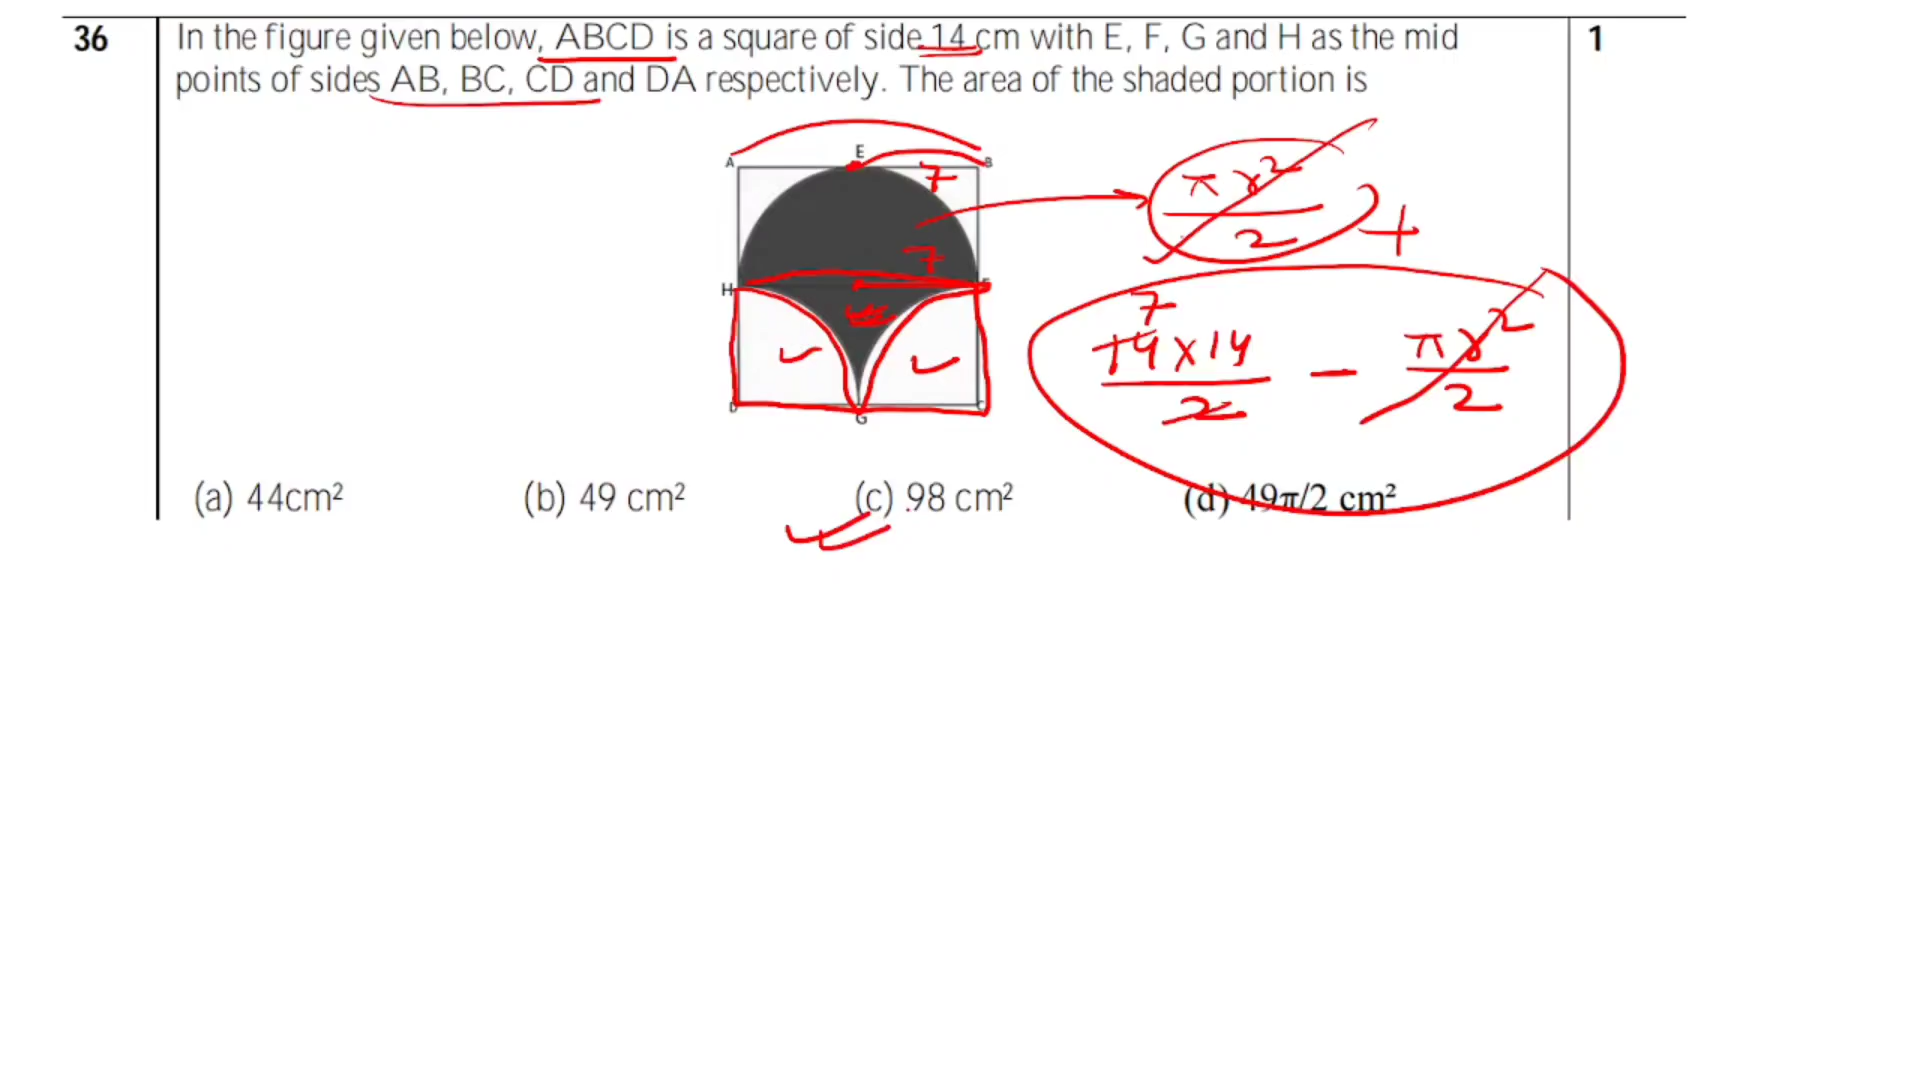 36 In the figure given below, ABCD is a square of side 14 cm with E, F, G and H as the mid 1
points of sides AB, BC, CD and DA respectively. The area of the shaded portion is
A E B
7
πr²/2 +
7
H F
7
14×14/2 − πr²/2
D G C
(a) 44cm² (b) 49 cm² (c) 98 cm² (d) 49π/2 cm²